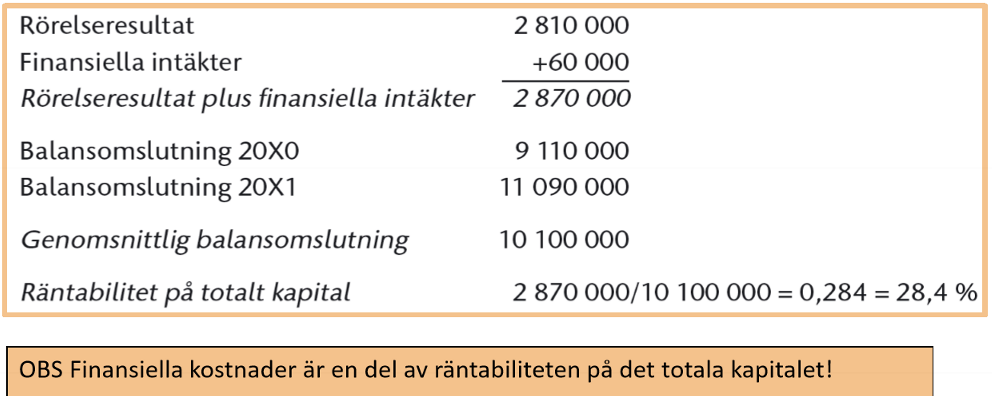 Rörelseresultat 2 810 000
Finansiella intäkter +60 000
Rörelseresultat plus finansiella intäkter 2 870 000
Balansomslutning 20X0 9 110 000
Balansomslutning 20X1 11 090 000
Genomsnittlig balansomslutning 10 100 000
Räntabilitet på totalt kapital 2 870 000/10 100 000 = 0,284 = 28,4 %
OBS Finansiella kostnader är en del av räntabiliteten på det totala kapitalet!